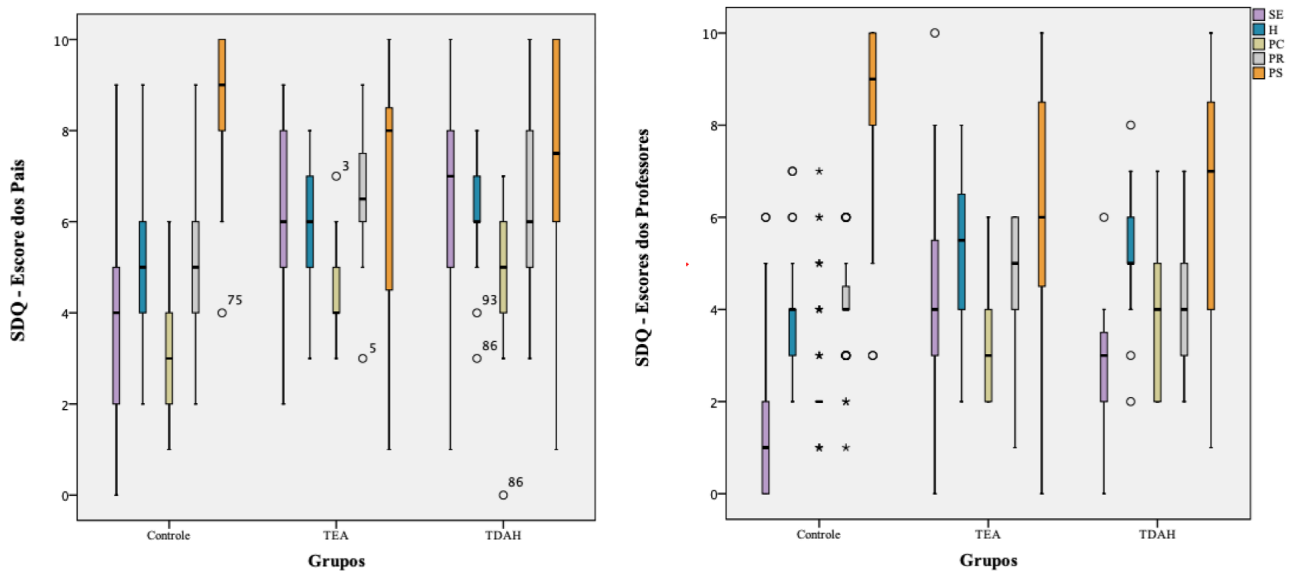 SDQ - Escore dos Pais
10
8
6
4
2
0
75
3
5
93
86
86
Controle
TEA
TDAH
Grupos
SDQ - Escores dos Professores
10
8
6
4
2
0
Controle
TEA
TDAH
Grupos
SE
H
PC
PR
PS